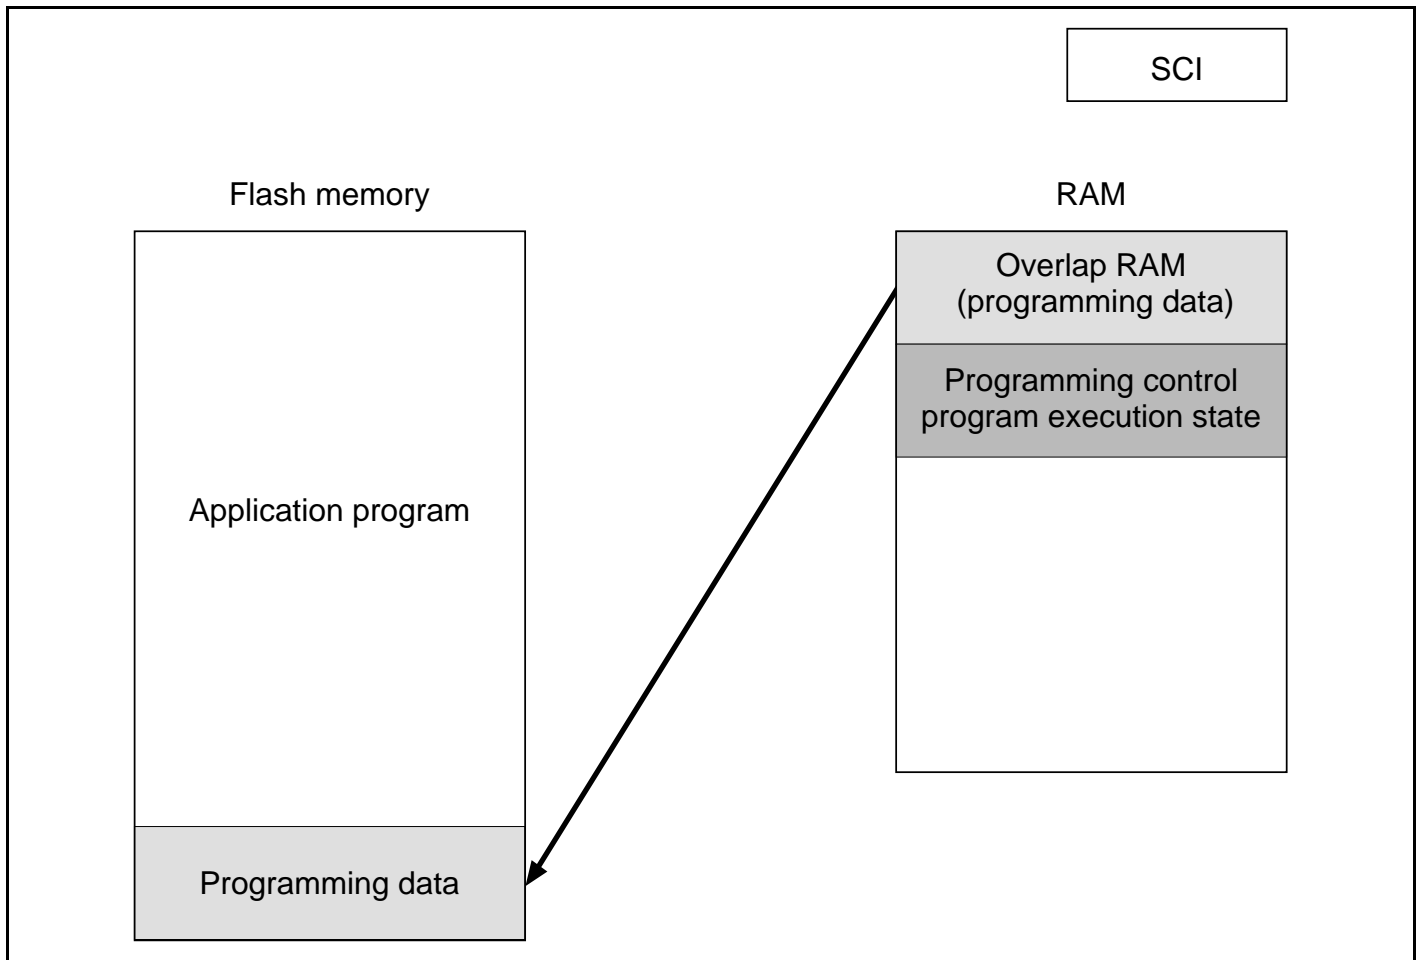 SCI
Flash memory
RAM
Overlap RAM
(programming data)
Programming control
program execution state
Application program
Programming data